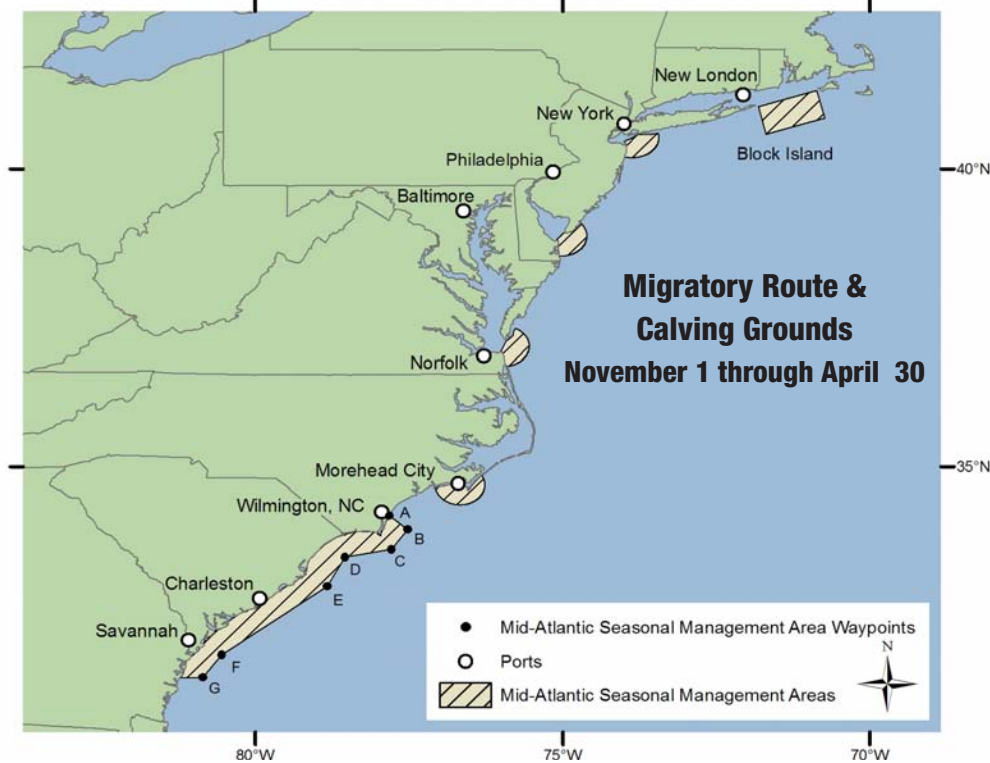 New London
New York
Block Island
Philadelphia
40°N
Baltimore
Migratory Route &
Calving Grounds
November 1 through April 30
Norfolk
35°N
Morehead City
Wilmington, NC
A
B
C
D
E
Charleston
Savannah
F
G
Mid-Atlantic Seasonal Management Area Waypoints
Ports
N
Mid-Atlantic Seasonal Management Areas
80°W
75°W
70°W